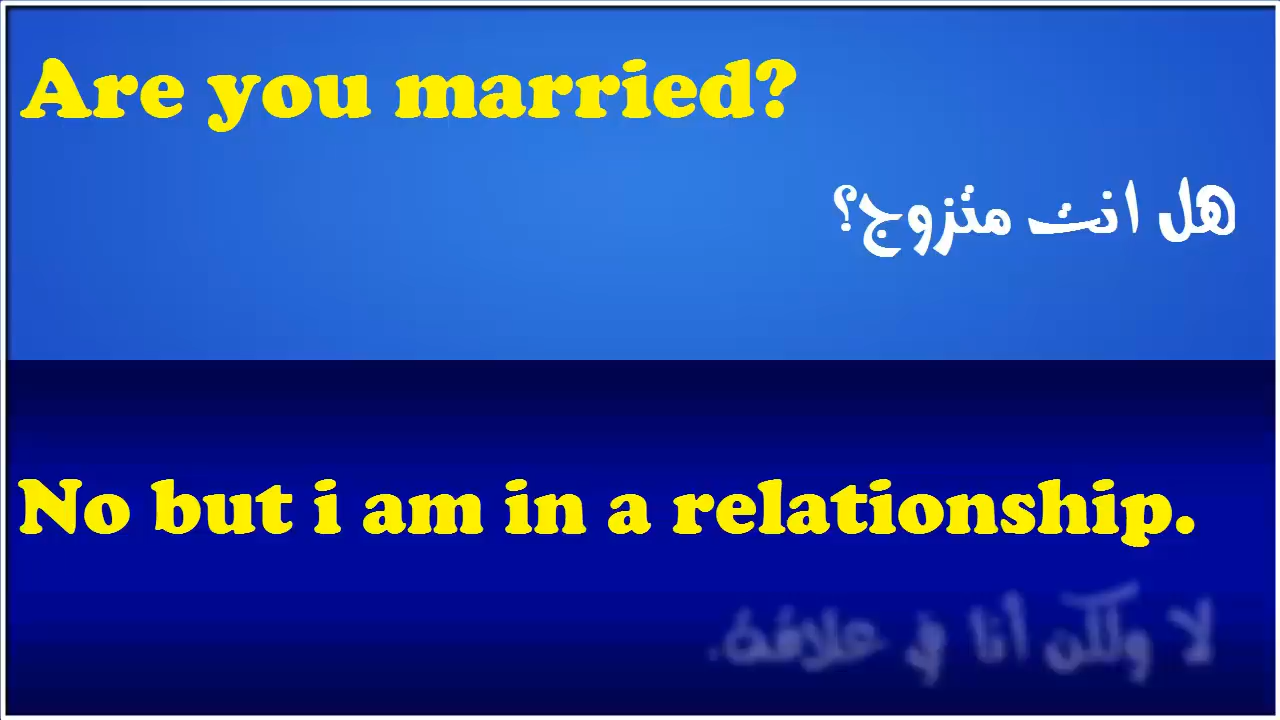 Are you married?
هل انت متزوج؟
No but i am in a relationship.
لا ولكن أنا في علاقة.